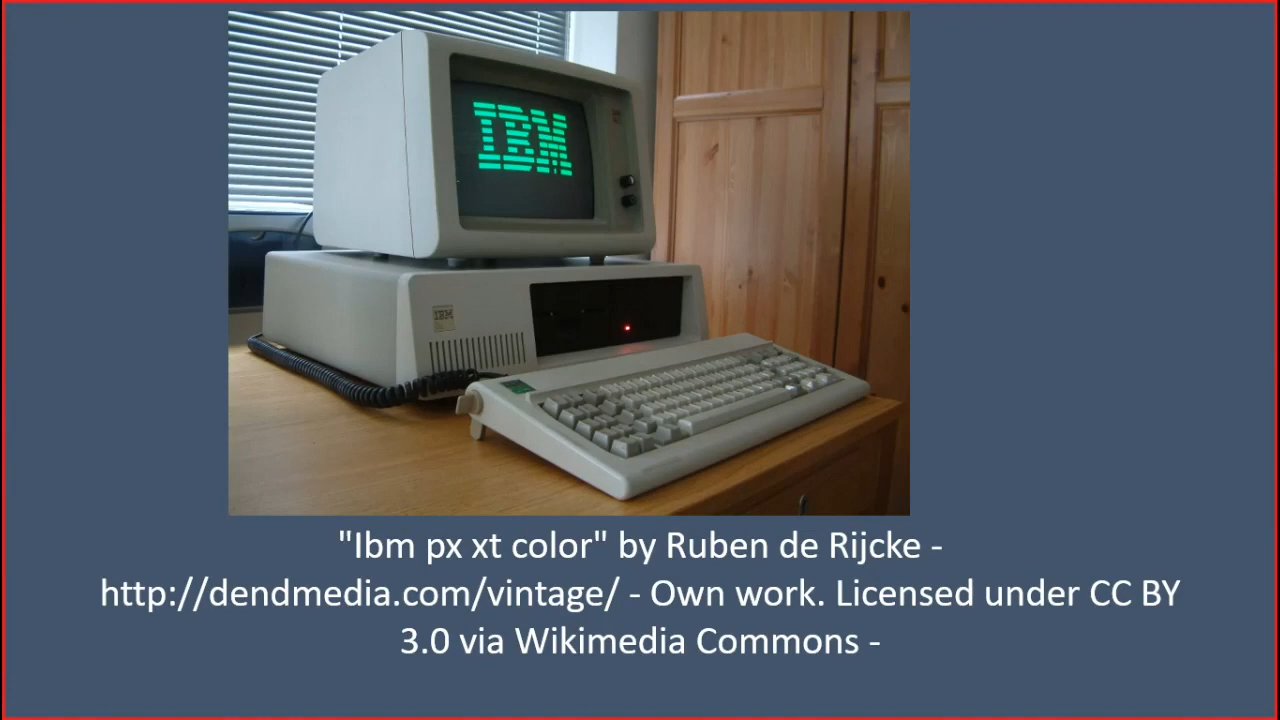 IBM
IBM
"Ibm px xt color" by Ruben de Rijcke -
http://dendmedia.com/vintage/ - Own work. Licensed under CC BY
3.0 via Wikimedia Commons -